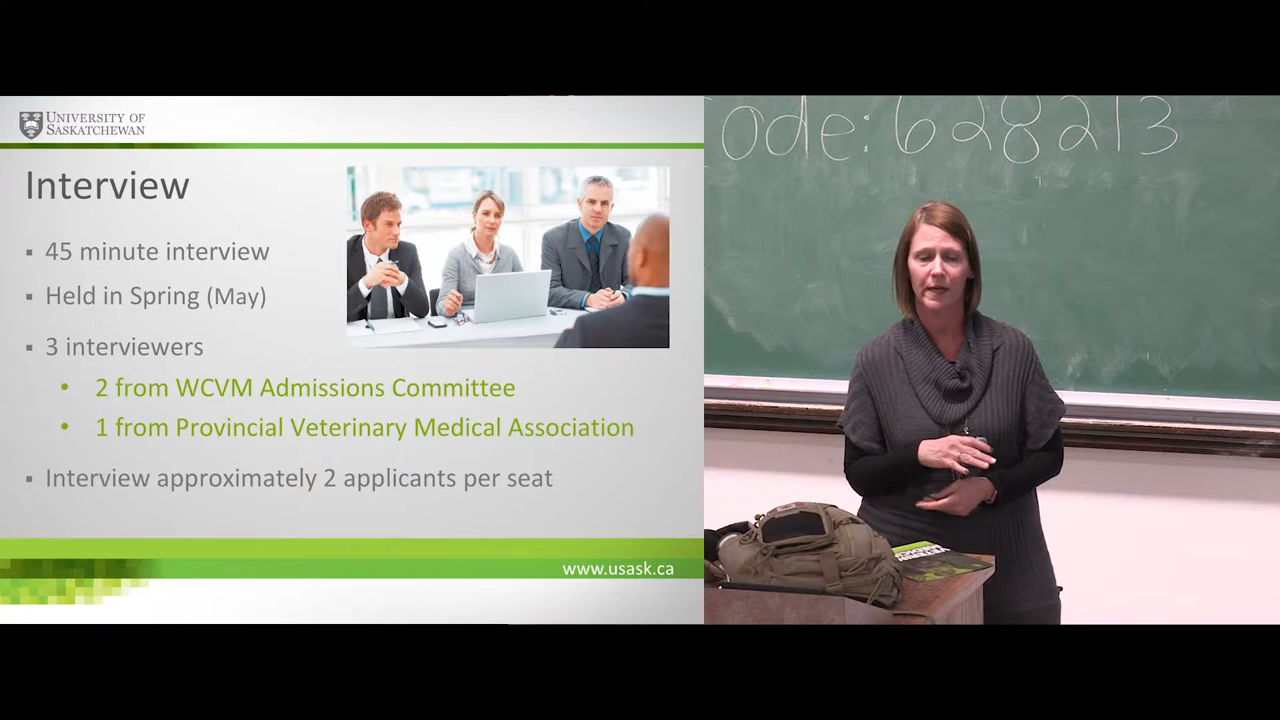 UNIVERSITY OF
SASKATCHEWAN
Interview
▪ 45 minute interview
▪ Held in Spring (May)
▪ 3 interviewers
• 2 from WCVM Admissions Committee
• 1 from Provincial Veterinary Medical Association
▪ Interview approximately 2 applicants per seat
www.usask.ca
ode: 628213